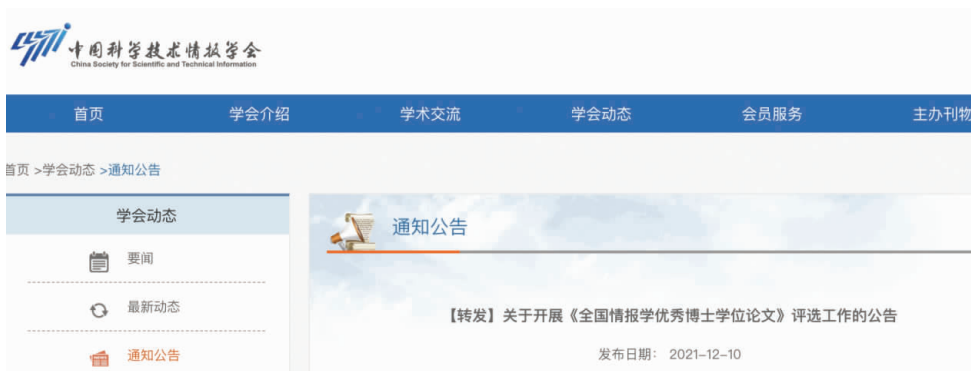 中国科学技术情报学会
China Society for Scientific and Technical Information
首页 学会介绍 学术交流 学会动态 会员服务 主办刊物
首页 >学会动态 >通知公告
学会动态
要闻
最新动态
通知公告
通知公告
【转发】关于开展《全国情报学优秀博士学位论文》评选工作的公告
发布日期: 2021-12-10